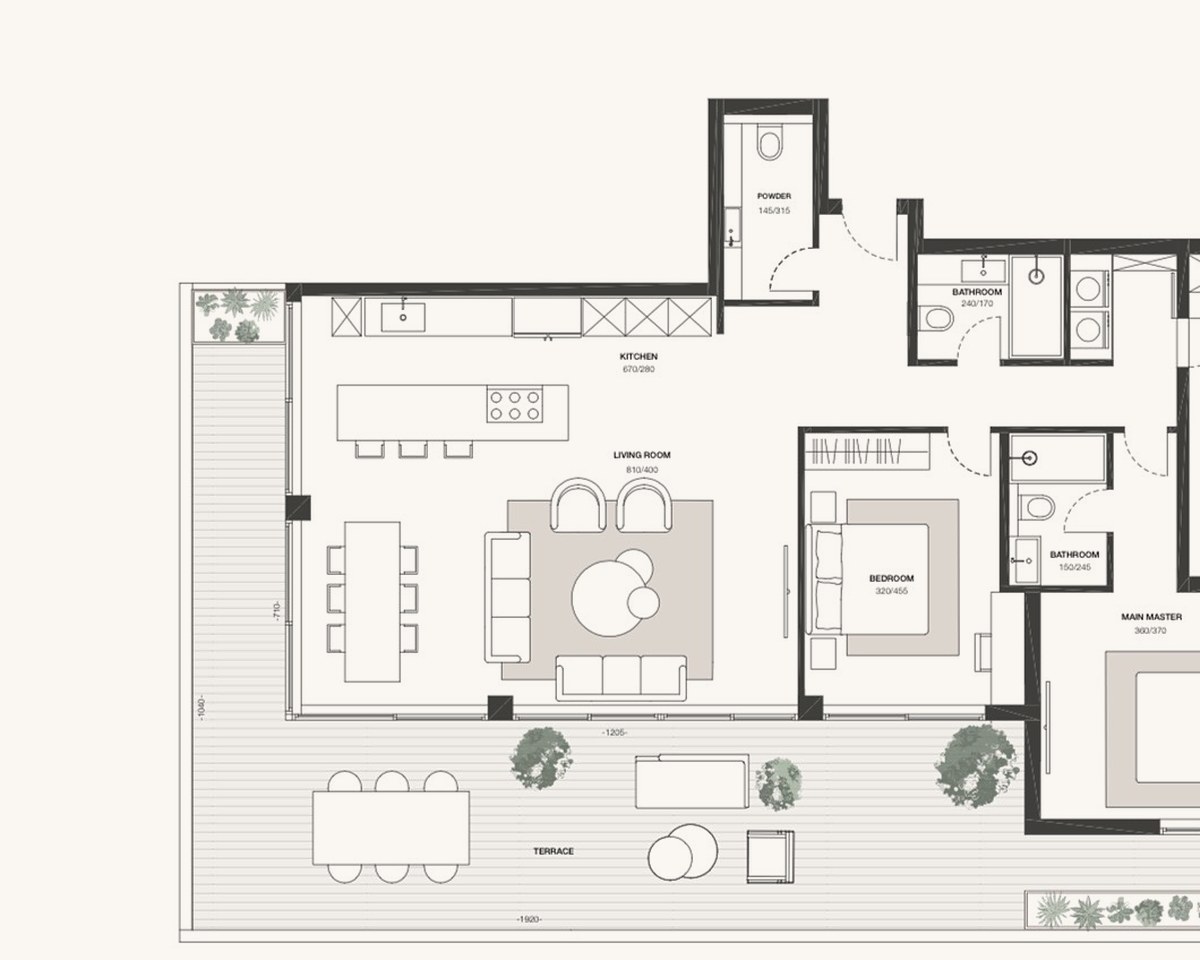 POWDER
145/315
BATHROOM
240/170
KITCHEN
670/280
LIVING ROOM
810/400
BATHROOM
150/245
BEDROOM
320/455
-710-
MAIN MASTER
360/370
-1040-
-1205-
TERRACE
-1920-